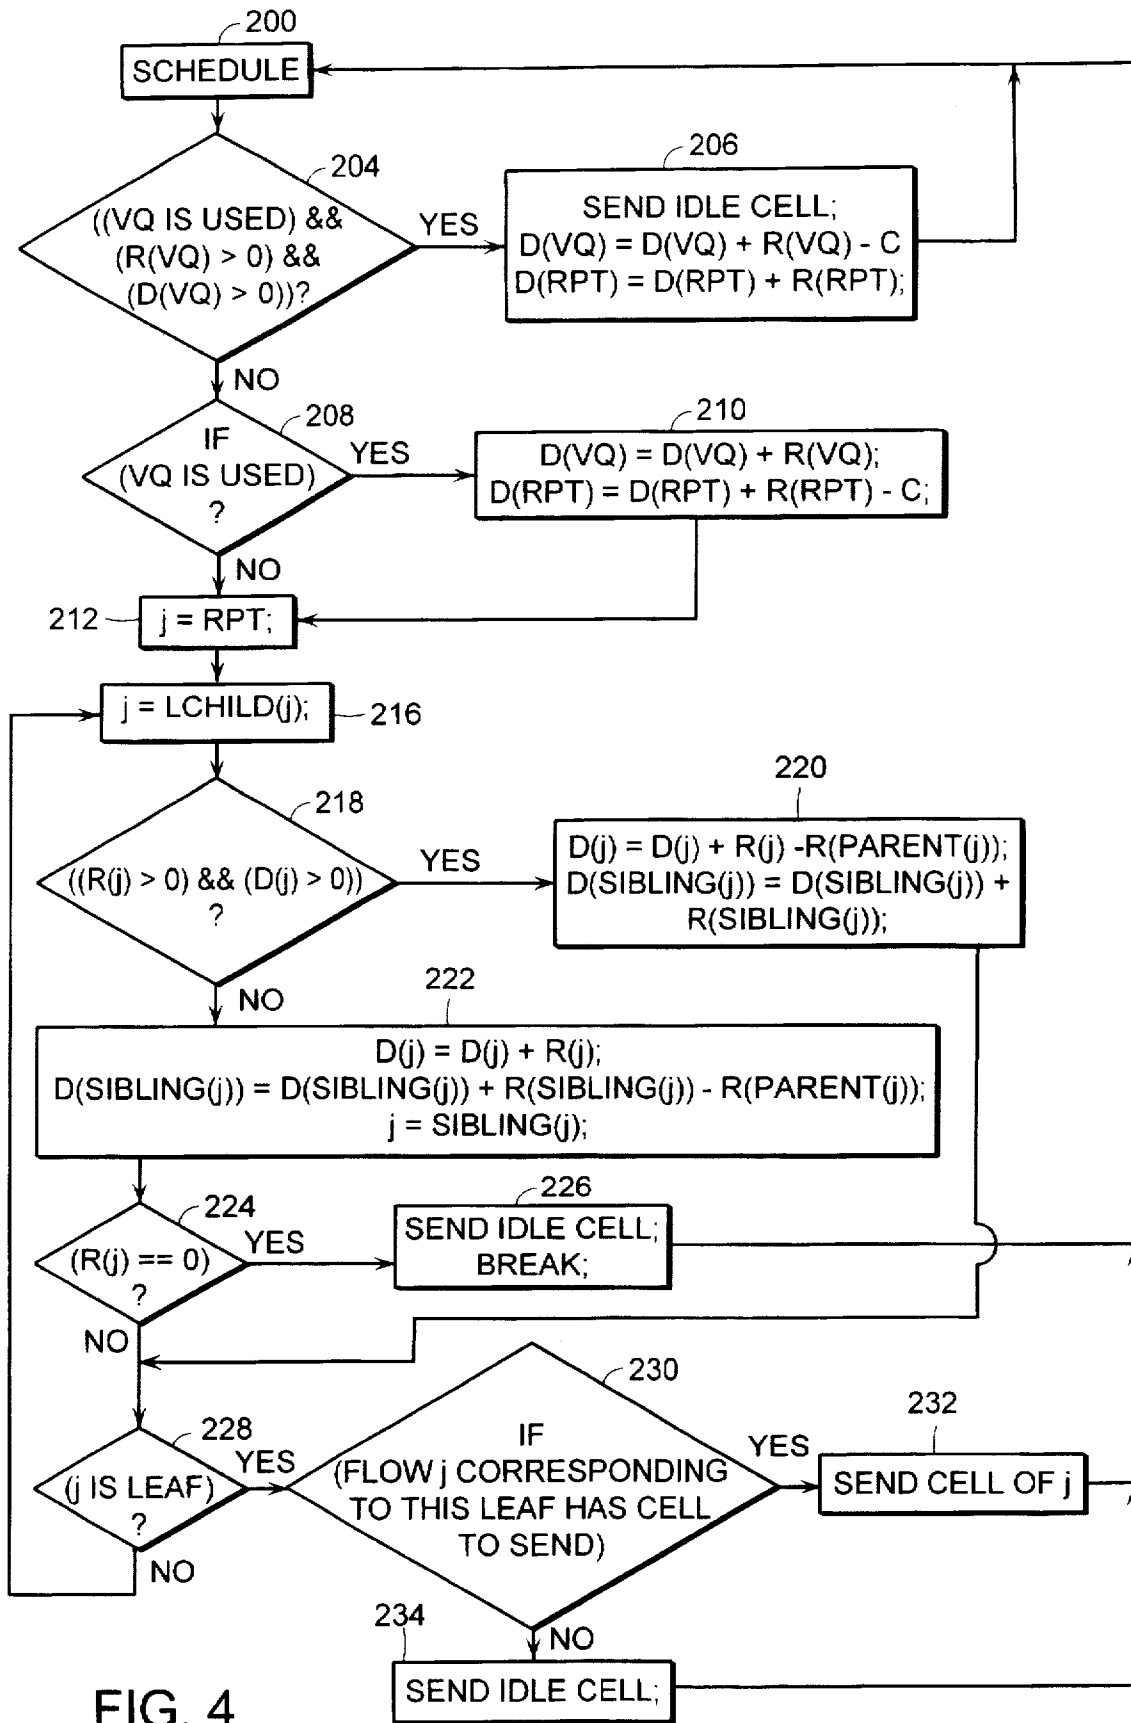 200
SCHEDULE
204
((VQ IS USED) &&
(R(VQ) > 0) &&
(D(VQ) > 0))?
YES
206
SEND IDLE CELL;
D(VQ) = D(VQ) + R(VQ) - C
D(RPT) = D(RPT) + R(RPT);
NO
208
IF
(VQ IS USED)
?
YES
210
D(VQ) = D(VQ) + R(VQ);
D(RPT) = D(RPT) + R(RPT) - C;
NO
212
j = RPT;
j = LCHILD(j);
216
218
((R(j) > 0) && (D(j) > 0))
?
YES
220
D(j) = D(j) + R(j) -R(PARENT(j));
D(SIBLING(j)) = D(SIBLING(j)) +
R(SIBLING(j));
NO
222
D(j) = D(j) + R(j);
D(SIBLING(j)) = D(SIBLING(j)) + R(SIBLING(j)) - R(PARENT(j));
j = SIBLING(j);
224
(R(j) == 0)
?
YES
226
SEND IDLE CELL;
BREAK;
NO
228
(j IS LEAF)
?
YES
NO
230
IF
(FLOW j CORRESPONDING
TO THIS LEAF HAS CELL
TO SEND)
YES
232
SEND CELL OF j
NO
234
SEND IDLE CELL;
FIG. 4